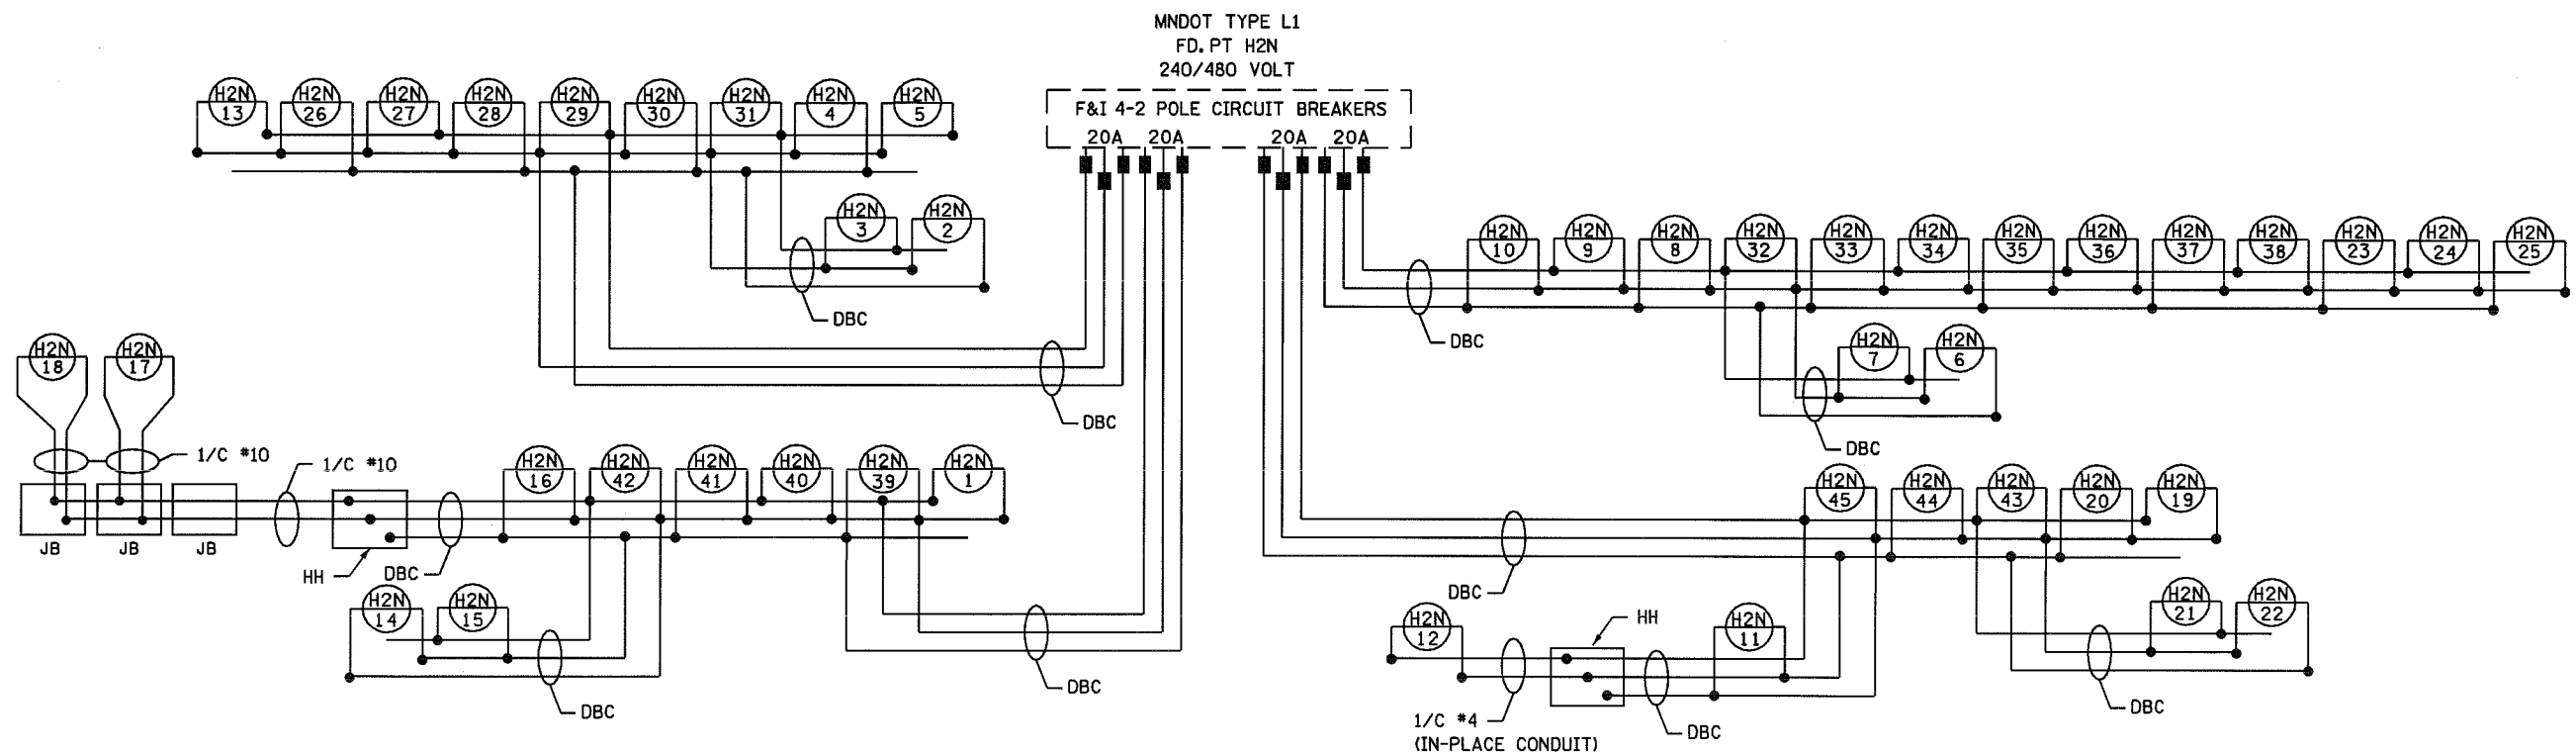 MNDOT TYPE L1
FD. PT H2N
240/480 VOLT
F&I 4-2 POLE CIRCUIT BREAKERS
20A 20A 20A 20A
H2N 13
H2N 26
H2N 27
H2N 28
H2N 29
H2N 30
H2N 31
H2N 4
H2N 5
H2N 3
H2N 2
DBC
DBC
H2N 10
H2N 9
H2N 8
H2N 32
H2N 33
H2N 34
H2N 35
H2N 36
H2N 37
H2N 38
H2N 23
H2N 24
H2N 25
DBC
H2N 7
H2N 6
DBC
H2N 18
H2N 17
1/C #10
1/C #10
JB
JB
JB
HH
DBC
H2N 16
H2N 42
H2N 41
H2N 40
H2N 39
H2N 1
H2N 14
H2N 15
DBC
DBC
H2N 45
H2N 44
H2N 43
H2N 20
H2N 19
DBC
H2N 12
HH
H2N 11
1/C #4
(IN-PLACE CONDUIT)
DBC
H2N 21
H2N 22
DBC